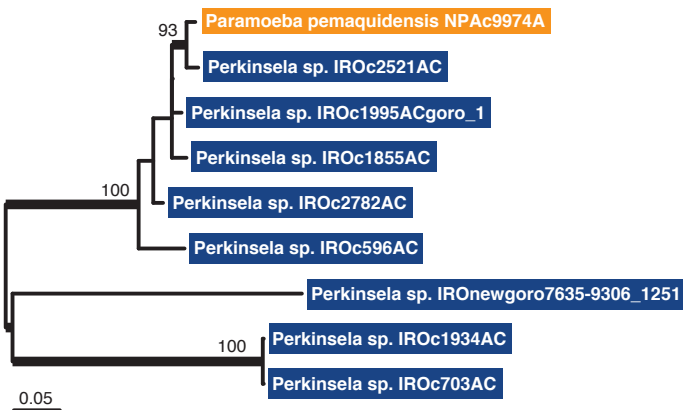 Paramoeba pemaquidensis NPAc9974A
93
Perkinsela sp. IROc2521AC
Perkinsela sp. IROc1995ACgoro_1
Perkinsela sp. IROc1855AC
100
Perkinsela sp. IROc2782AC
Perkinsela sp. IROc596AC
Perkinsela sp. IROnewgoro7635-9306_1251
100
Perkinsela sp. IROc1934AC
Perkinsela sp. IROc703AC
0.05